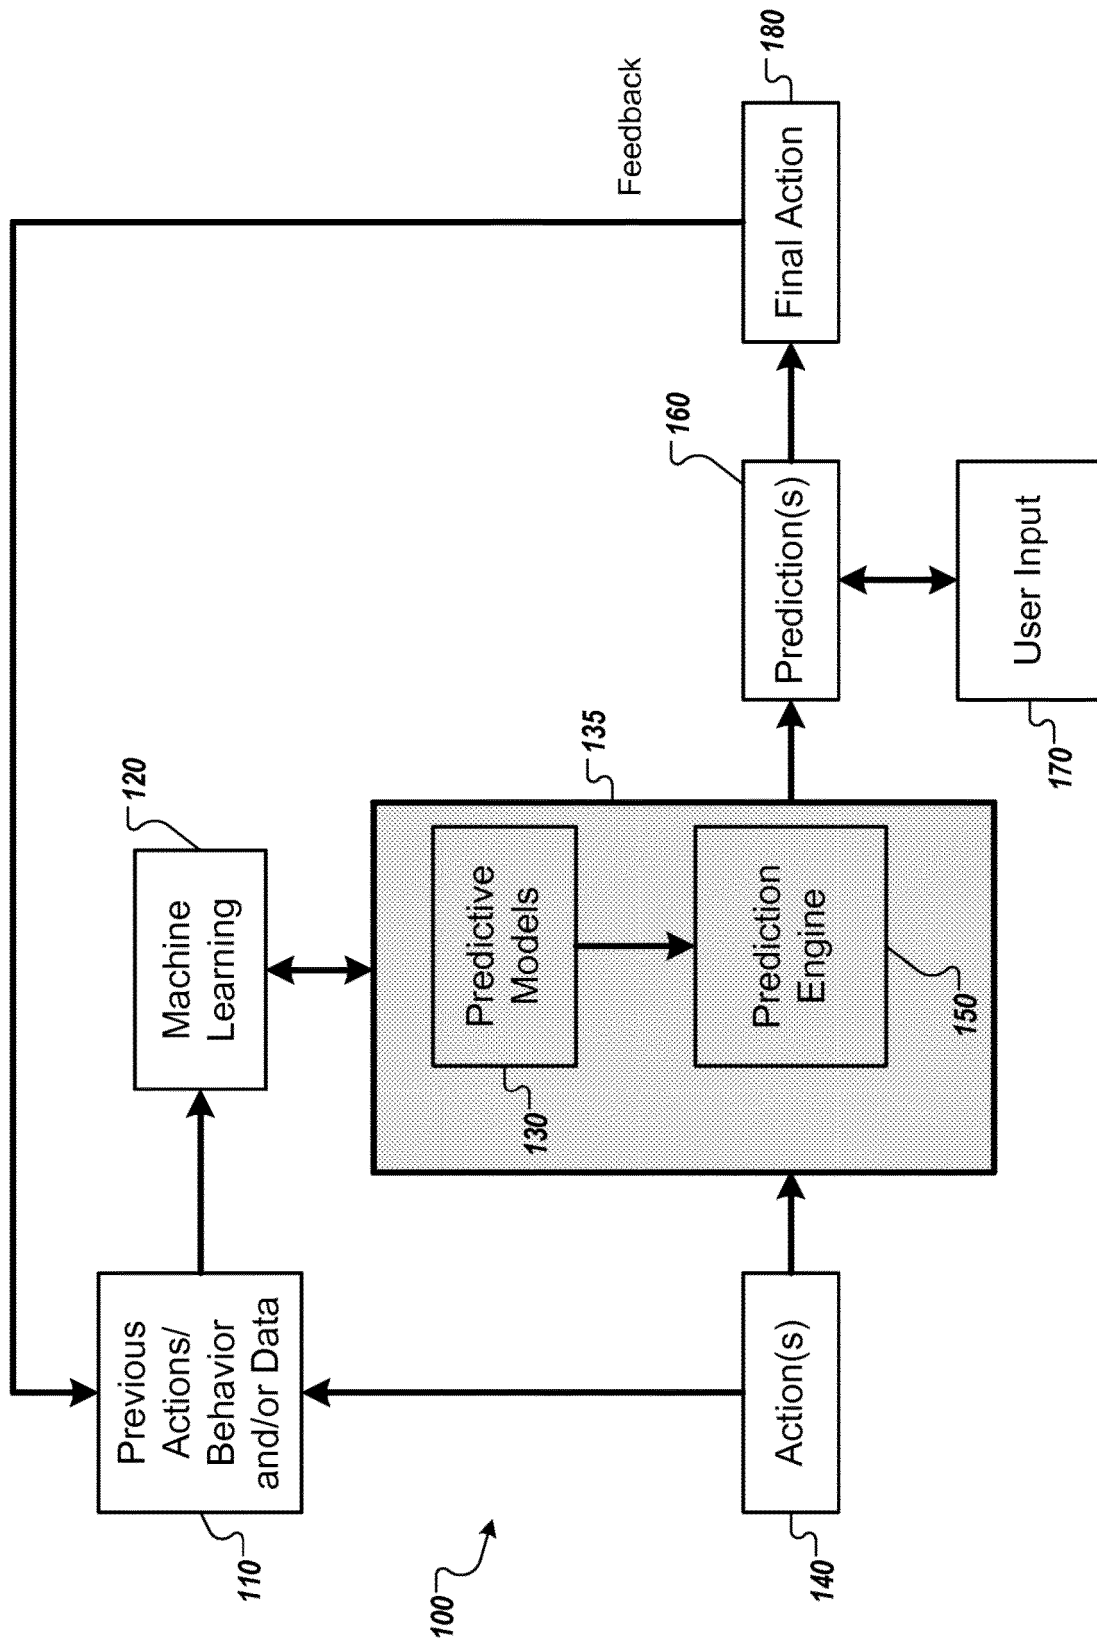 110
Previous
Actions/
Behavior
and/or Data
120
Machine
Learning
Feedback
100
135
130
Predictive
Models
Prediction
Engine
150
140
Action(s)
160
Prediction(s)
180
Final Action
170
User Input